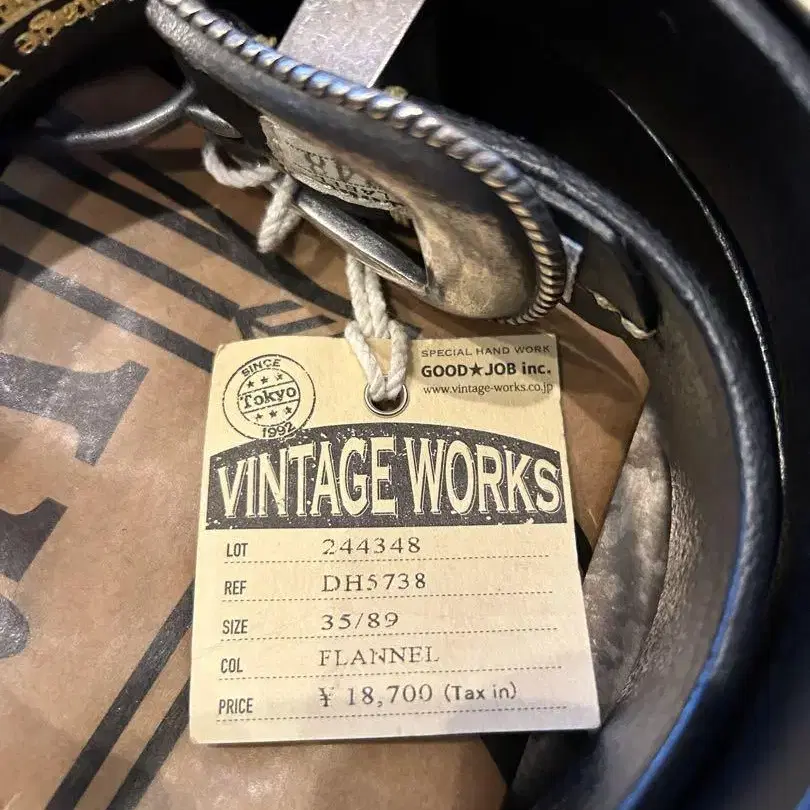 SINCE
Tokyo
1992
SPECIAL HAND WORK
GOOD★JOB inc.
www.vintage-works.co.jp
VINTAGE WORKS
LOT 244348
REF DH5738
SIZE 35/89
COL FLANNEL
PRICE ¥ 18,700 (Tax in)